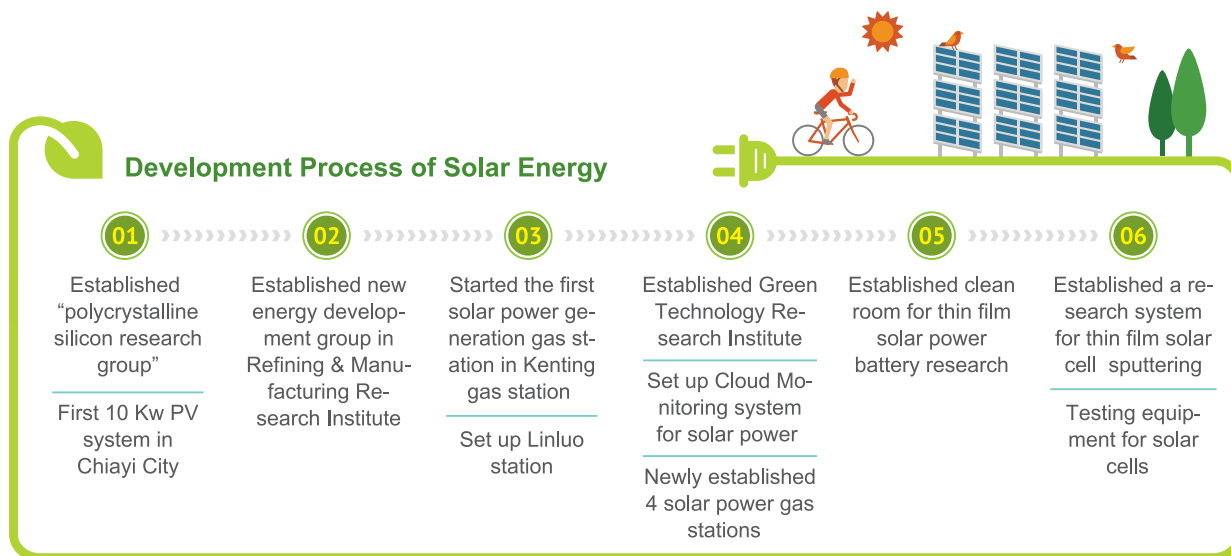 Development Process of Solar Energy
01
Established
“polycrystalline
silicon research
group”
First 10 Kw PV
system in
Chiayi City
02
Established new
energy develop-
ment group in
Refining & Manu-
facturing Re-
search Institute
03
Started the first
solar power ge-
neration gas st-
ation in Kenting
gas station
Set up Linluo
station
04
Established Green
Technology Re-
search Institute
Set up Cloud Mo-
nitoring system
for solar power
Newly established
4 solar power gas
stations
05
Established clean
room for thin film
solar power
battery research
06
Established a re-
search system
for thin film solar
cell sputtering
Testing equip-
ment for solar
cells